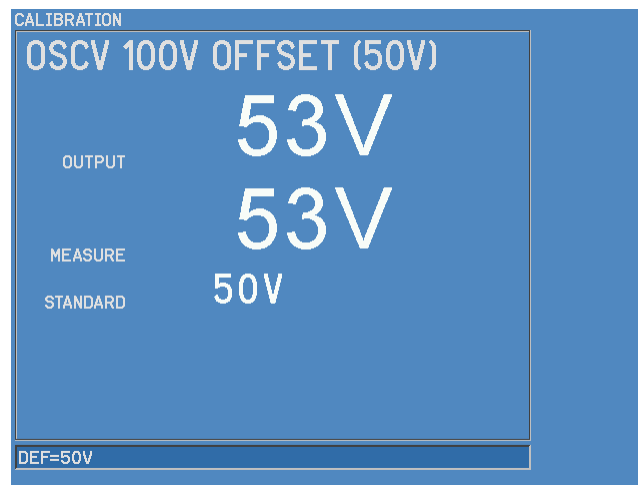 CALIBRATION
OSCV 100V OFFSET (50V)
OUTPUT 53V
MEASURE 53V
STANDARD 50V
DEF=50V